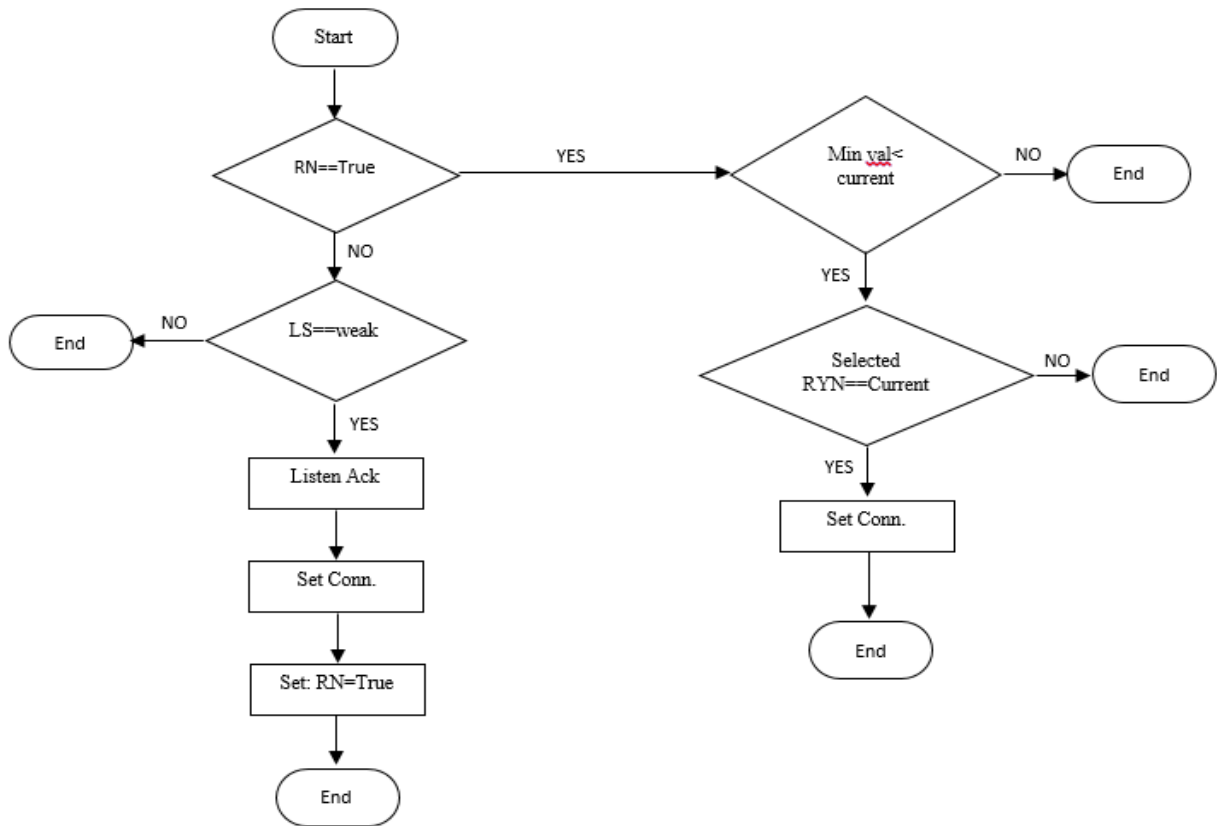 Start
RN==True
YES
Min val<
current
NO
End
NO
YES
LS==weak
NO
End
Selected
RYN==Current
NO
End
YES
YES
Listen Ack
Set Conn.
Set Conn.
Set: RN=True
End
End